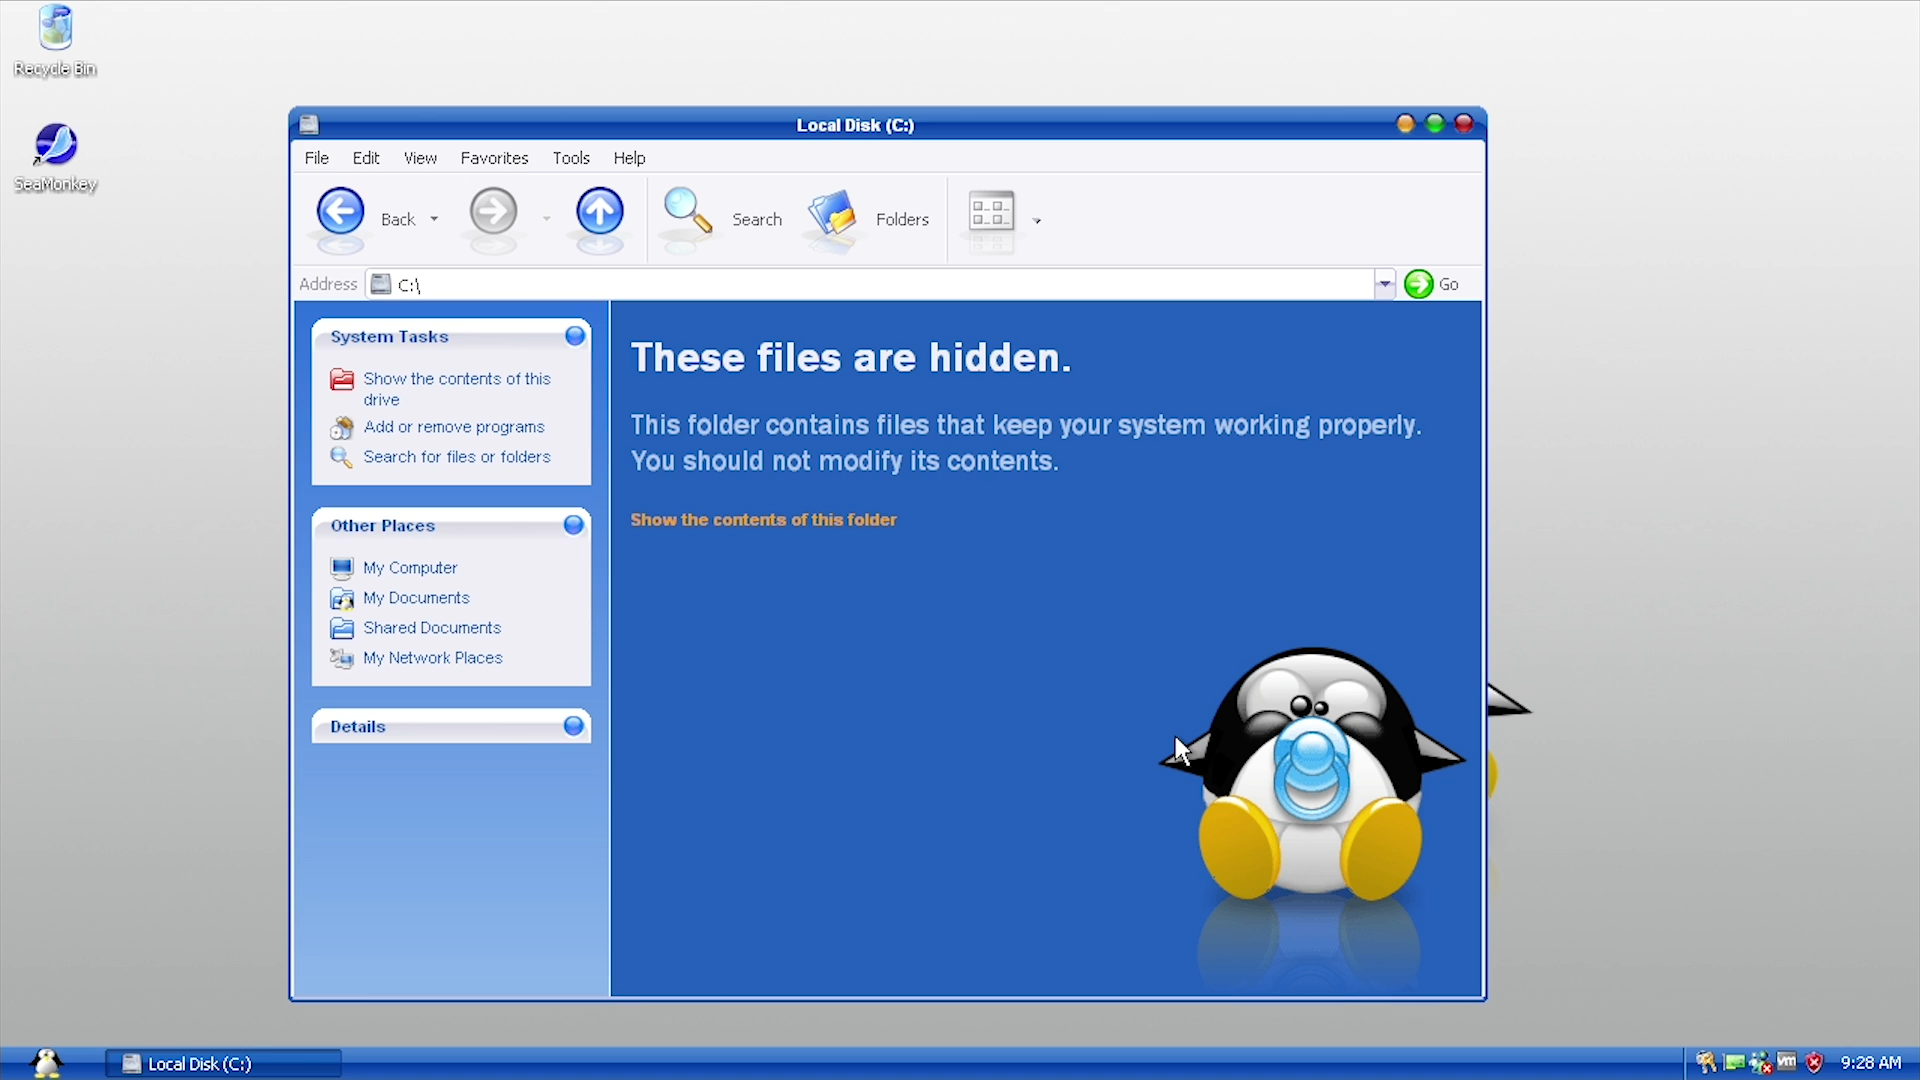 Recycle Bin
SeaMonkey
Local Disk (C:)
File Edit View Favorites Tools Help
Back Search Folders
Address C:\ Go
System Tasks
Show the contents of this
drive
Add or remove programs
Search for files or folders
Other Places
My Computer
My Documents
Shared Documents
My Network Places
Details
These files are hidden.
This folder contains files that keep your system working properly.
You should not modify its contents.
Show the contents of this folder
Local Disk (C:)
vm
9:28 AM